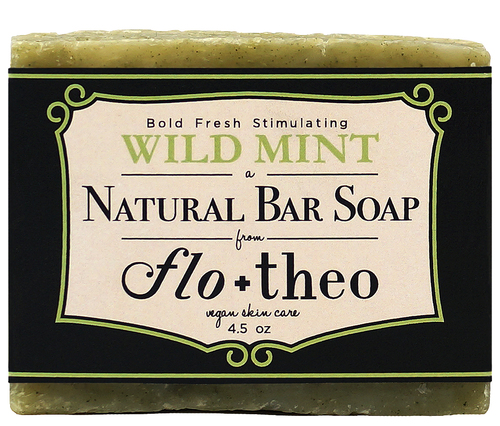 Bold Fresh Stimulating
WILD MINT
a
NATURAL BAR SOAP
from
flo+theo
vegan skin care
4.5 oz